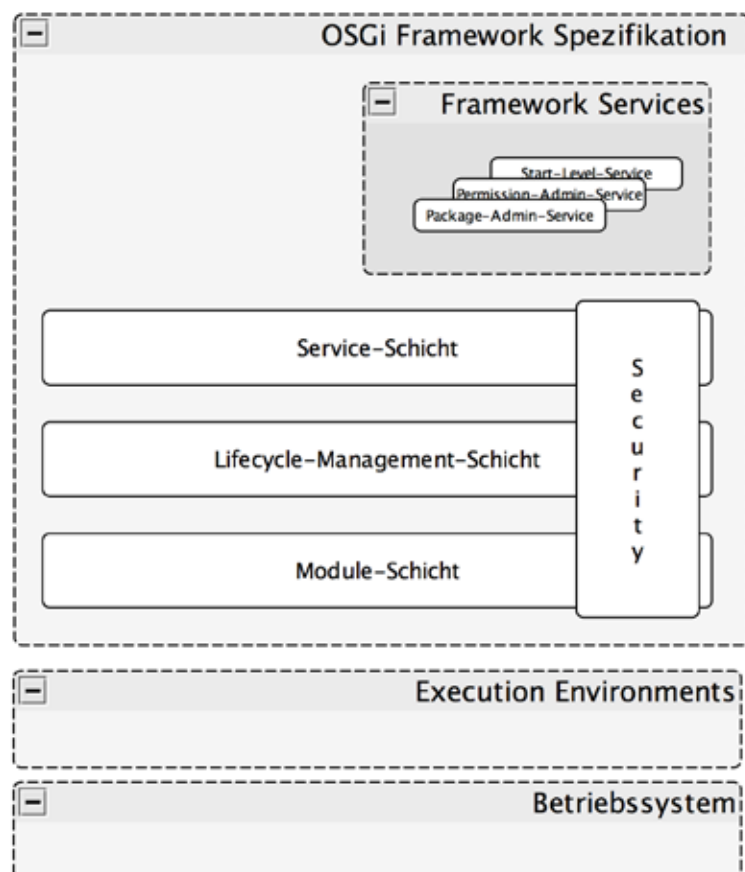 OSGi Framework Spezifikation
Framework Services
Start-Level-Service
Permission-Admin-Service
Package-Admin-Service
Service-Schicht
Lifecycle-Management-Schicht
Module-Schicht
Security
Execution Environments
Betriebssystem